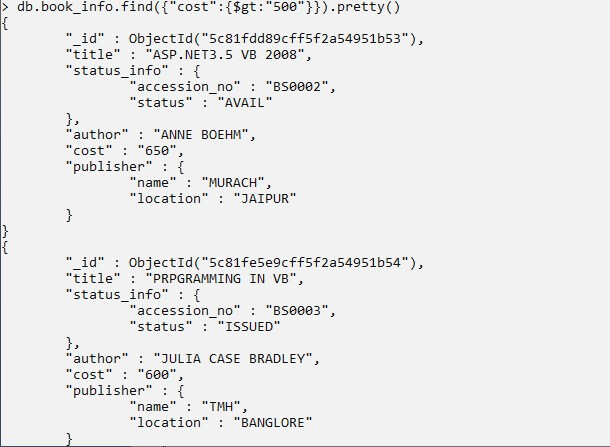 > db.book_info.find({"cost":{$gt:"500"}}).pretty()
{
        "_id" : ObjectId("5c81fdd89cff5f2a54951b53"),
        "title" : "ASP.NET3.5 VB 2008",
        "status_info" : {
                "accession_no" : "BS0002",
                "status" : "AVAIL"
        },
        "author" : "ANNE BOEHM",
        "cost" : "650",
        "publisher" : {
                "name" : "MURACH",
                "location" : "JAIPUR"
        }
}
{
        "_id" : ObjectId("5c81fe5e9cff5f2a54951b54"),
        "title" : "PRPGRAMMING IN VB",
        "status_info" : {
                "accession_no" : "BS0003",
                "status" : "ISSUED"
        },
        "author" : "JULIA CASE BRADLEY",
        "cost" : "600",
        "publisher" : {
                "name" : "TMH",
                "location" : "BANGLORE"
        }